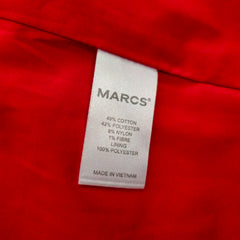 MARCS®
49% COTTON
42% POLYESTER
8% NYLON
1% FIBRE
LINING
100% POLYESTER
MADE IN VIETNAM